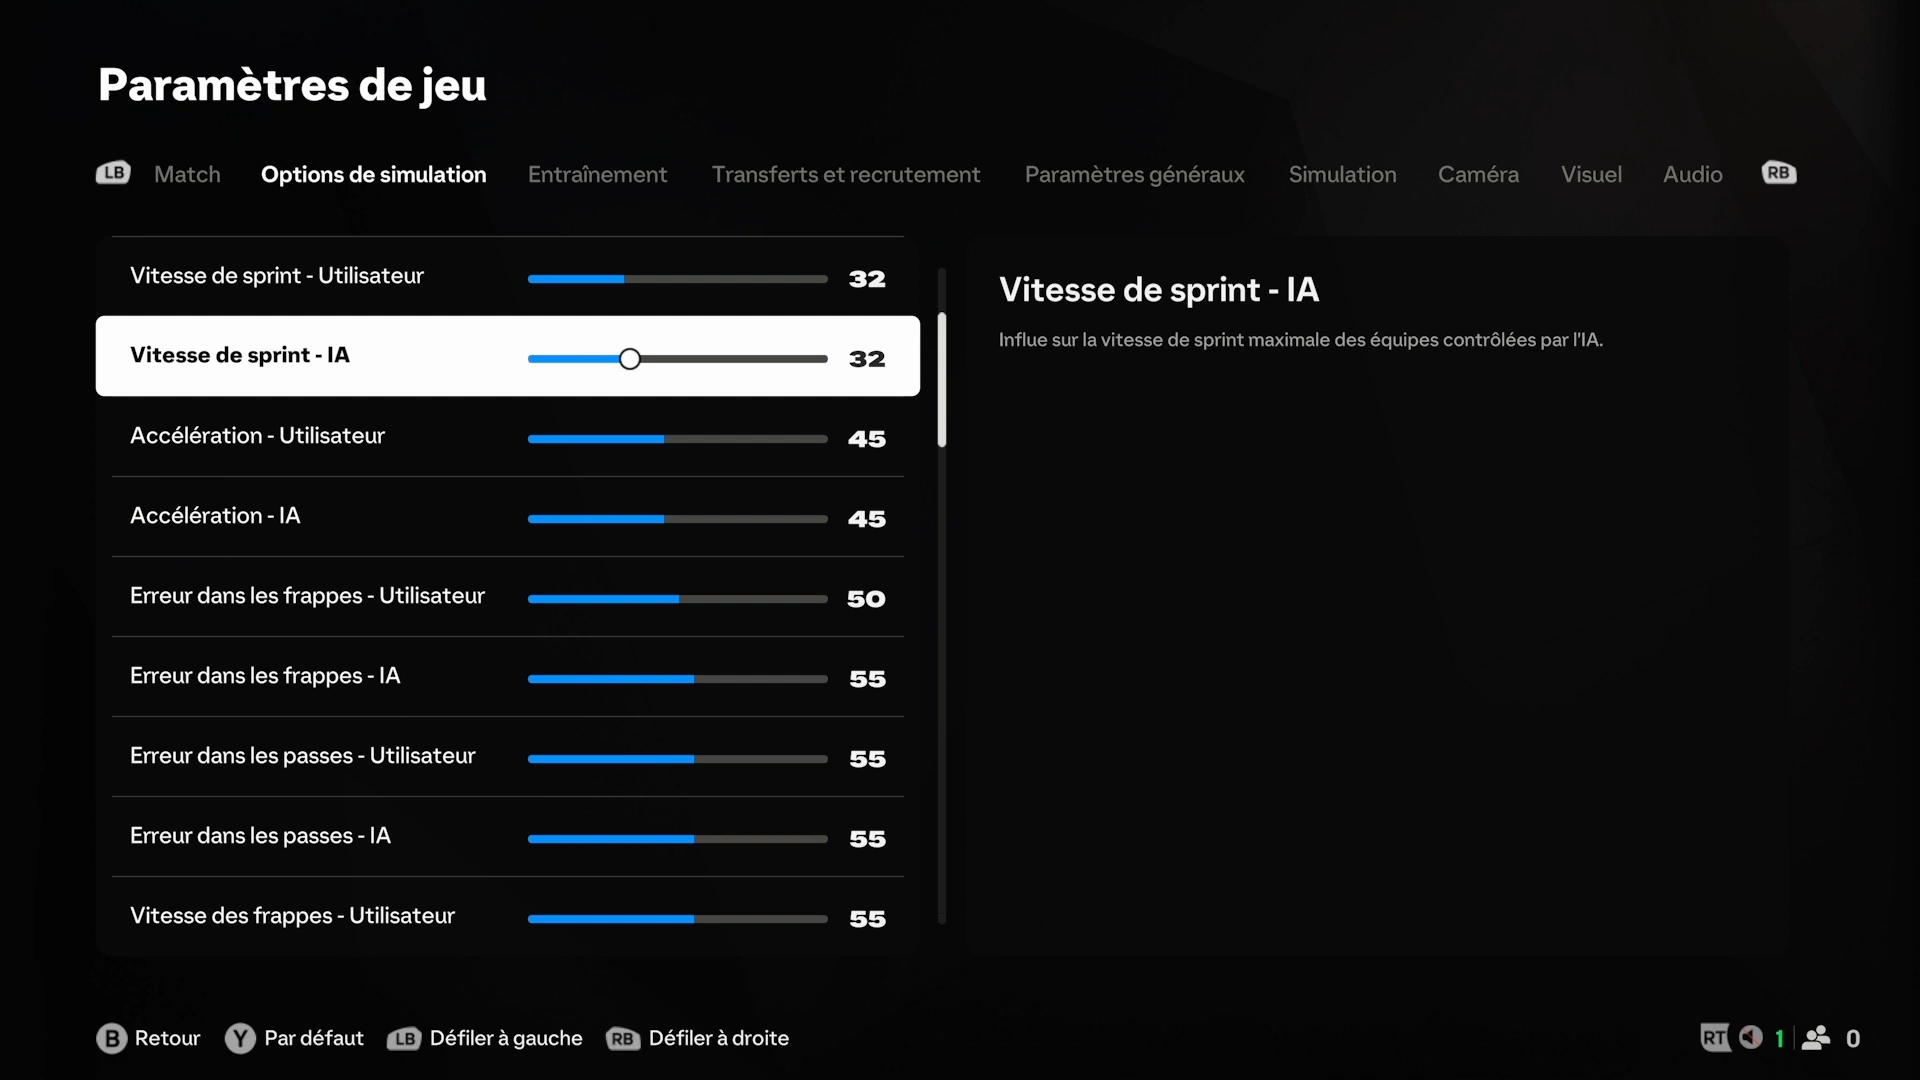 Paramètres de jeu
LB Match Options de simulation Entraînement Transferts et recrutement Paramètres généraux Simulation Caméra Visuel Audio RB
Vitesse de sprint - Utilisateur 32
Vitesse de sprint - IA 32
Accélération - Utilisateur 45
Accélération - IA 45
Erreur dans les frappes - Utilisateur 50
Erreur dans les frappes - IA 55
Erreur dans les passes - Utilisateur 55
Erreur dans les passes - IA 55
Vitesse des frappes - Utilisateur 55
Vitesse de sprint - IA
Influe sur la vitesse de sprint maximale des équipes contrôlées par l'IA.
B Retour Y Par défaut LB Défiler à gauche RB Défiler à droite
RT 1 0